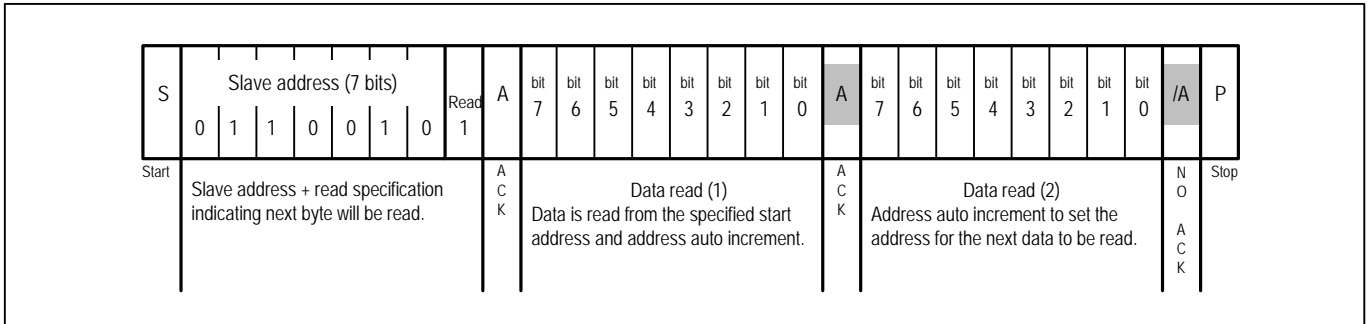 S Slave address (7 bits) Read A bit bit bit bit bit bit bit bit A bit bit bit bit bit bit bit bit /A P
0 1 1 0 0 1 0 1 7 6 5 4 3 2 1 0 7 6 5 4 3 2 1 0
Start
Slave address + read specification
indicating next byte will be read.
A
C
K
Data read (1)
Data is read from the specified start
address and address auto increment.
A
C
K
Data read (2)
Address auto increment to set the
address for the next data to be read.
N
O
A
C
K
Stop